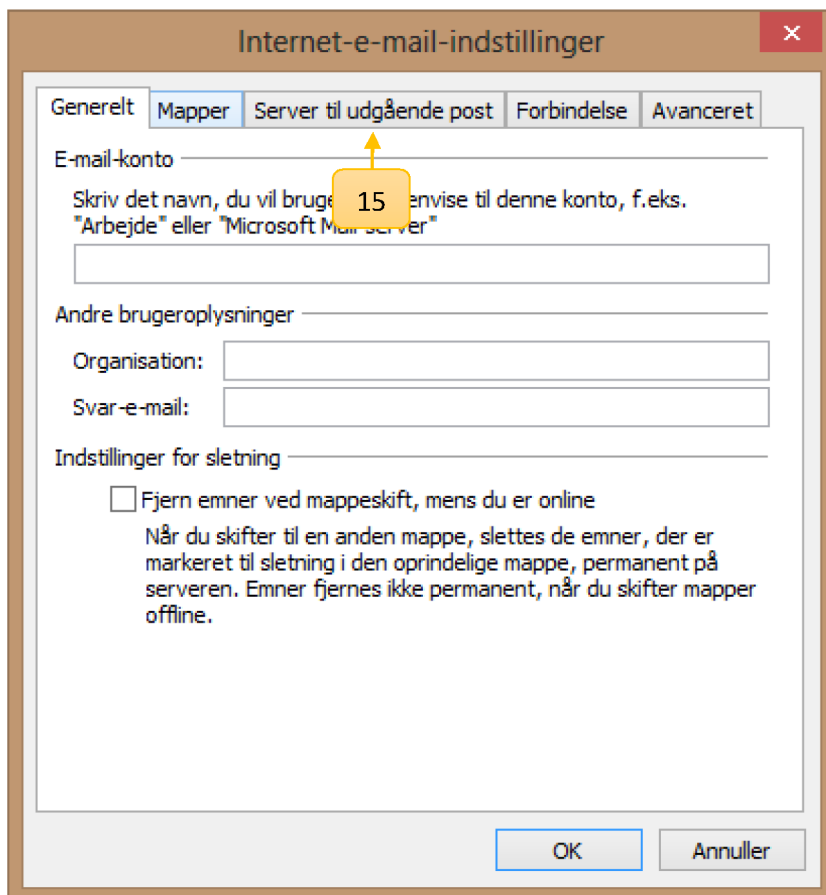 Internet-e-mail-indstillinger
Generelt Mapper Server til udgående post Forbindelse Avanceret
E-mail-konto
15
Skriv det navn, du vil bruge envise til denne konto, f.eks.
"Arbejde" eller "Microsoft Mail-server"
Andre brugeroplysninger
Organisation:
Svar-e-mail:
Indstillinger for sletning
Fjern emner ved mappeskift, mens du er online
Når du skifter til en anden mappe, slettes de emner, der er
markeret til sletning i den oprindelige mappe, permanent på
serveren. Emner fjernes ikke permanent, når du skifter mapper
offline.
OK Annuller